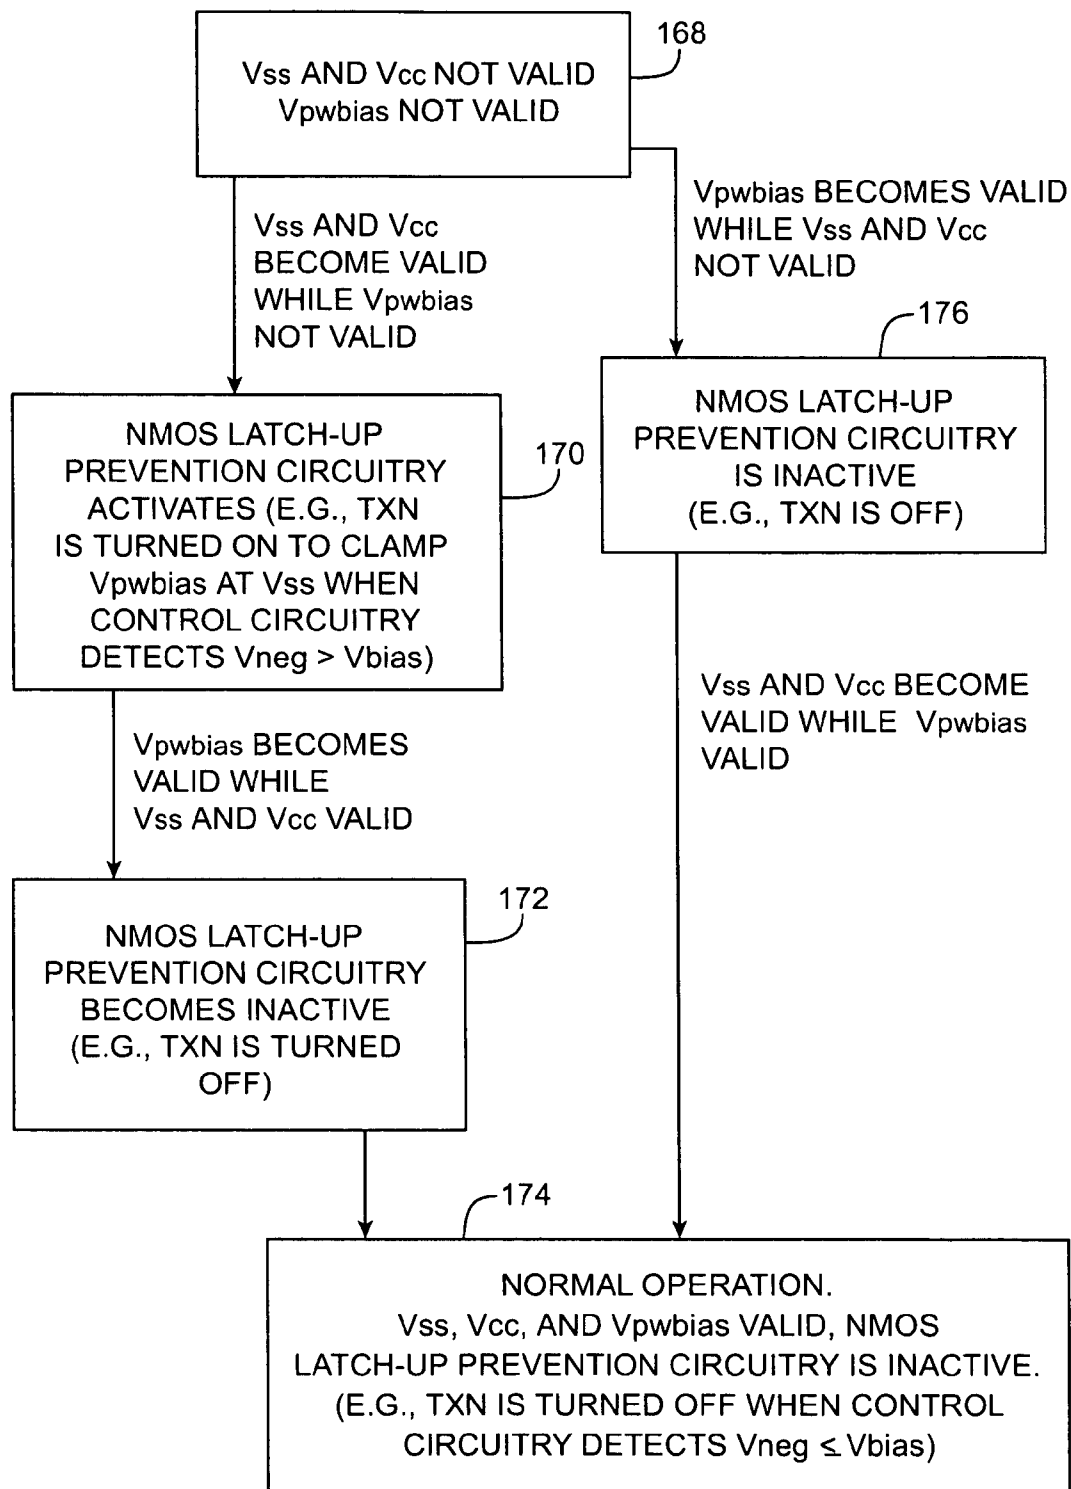 168
Vss AND Vcc NOT VALID
Vpwbias NOT VALID
Vss AND Vcc
BECOME VALID
WHILE Vpwbias
NOT VALID
Vpwbias BECOMES VALID
WHILE Vss AND Vcc
NOT VALID
176
NMOS LATCH-UP
PREVENTION CIRCUITRY
IS INACTIVE
(E.G., TXN IS OFF)
170
NMOS LATCH-UP
PREVENTION CIRCUITRY
ACTIVATES (E.G., TXN
IS TURNED ON TO CLAMP
Vpwbias AT Vss WHEN
CONTROL CIRCUITRY
DETECTS Vneg > Vbias)
Vss AND Vcc BECOME
VALID WHILE Vpwbias
VALID
Vpwbias BECOMES
VALID WHILE
Vss AND Vcc VALID
172
NMOS LATCH-UP
PREVENTION CIRCUITRY
BECOMES INACTIVE
(E.G., TXN IS TURNED
OFF)
174
NORMAL OPERATION.
Vss, Vcc, AND Vpwbias VALID, NMOS
LATCH-UP PREVENTION CIRCUITRY IS INACTIVE.
(E.G., TXN IS TURNED OFF WHEN CONTROL
CIRCUITRY DETECTS Vneg ≤ Vbias)